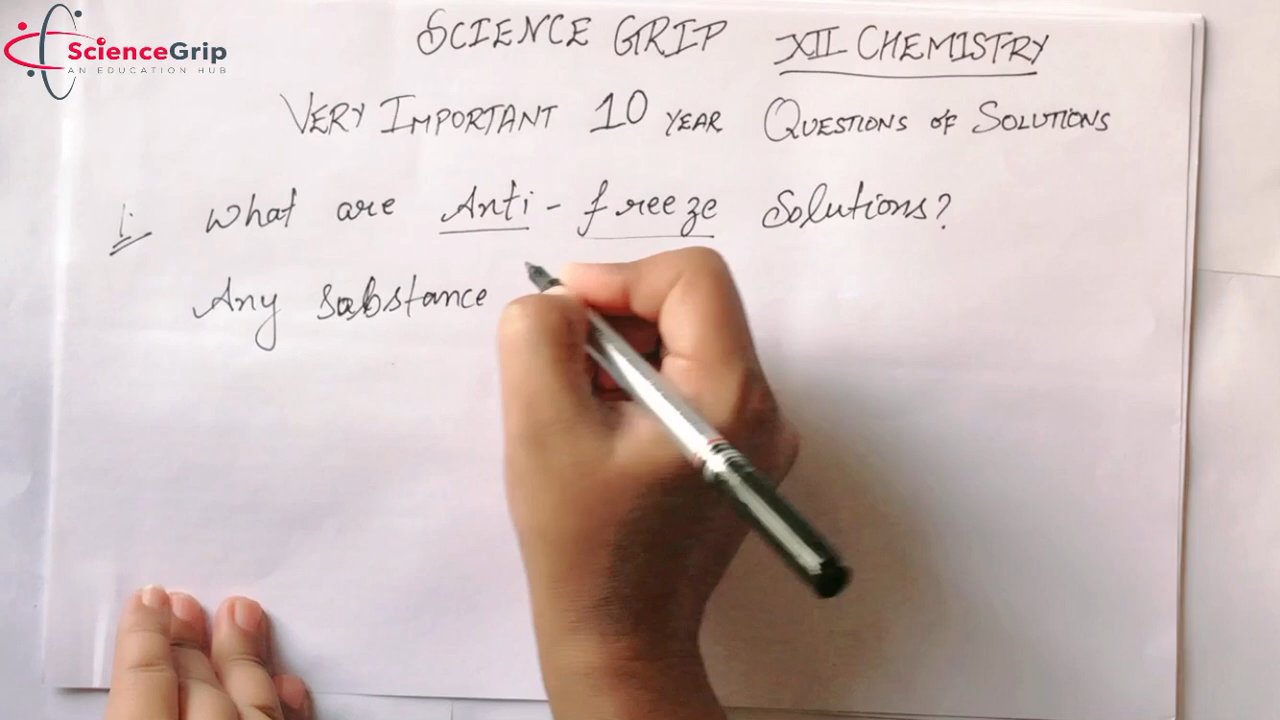 ScienceGrip
AN EDUCATION HUB
SCIENCE GRIP XII CHEMISTRY
VERY IMPORTANT 10 YEAR QUESTIONS OF SOLUTIONS
1. What are Anti-freeze Solutions?
Any substance